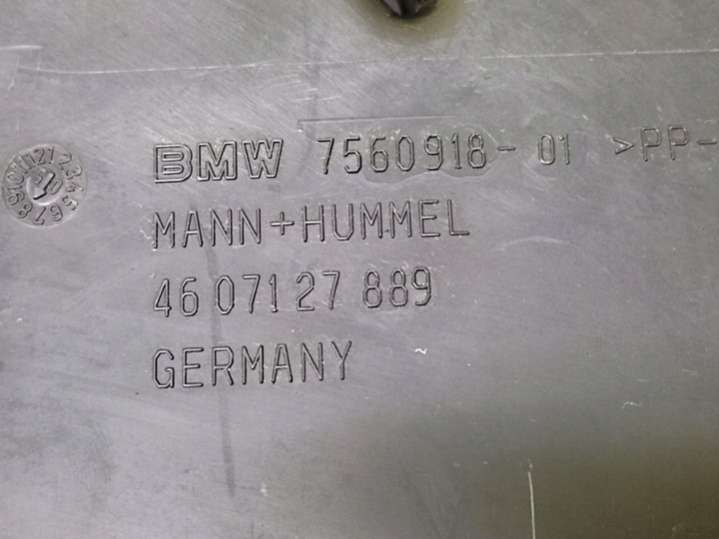 BMW 7560918-01 >PP-
MANN+HUMMEL
46 071 27 889
GERMANY